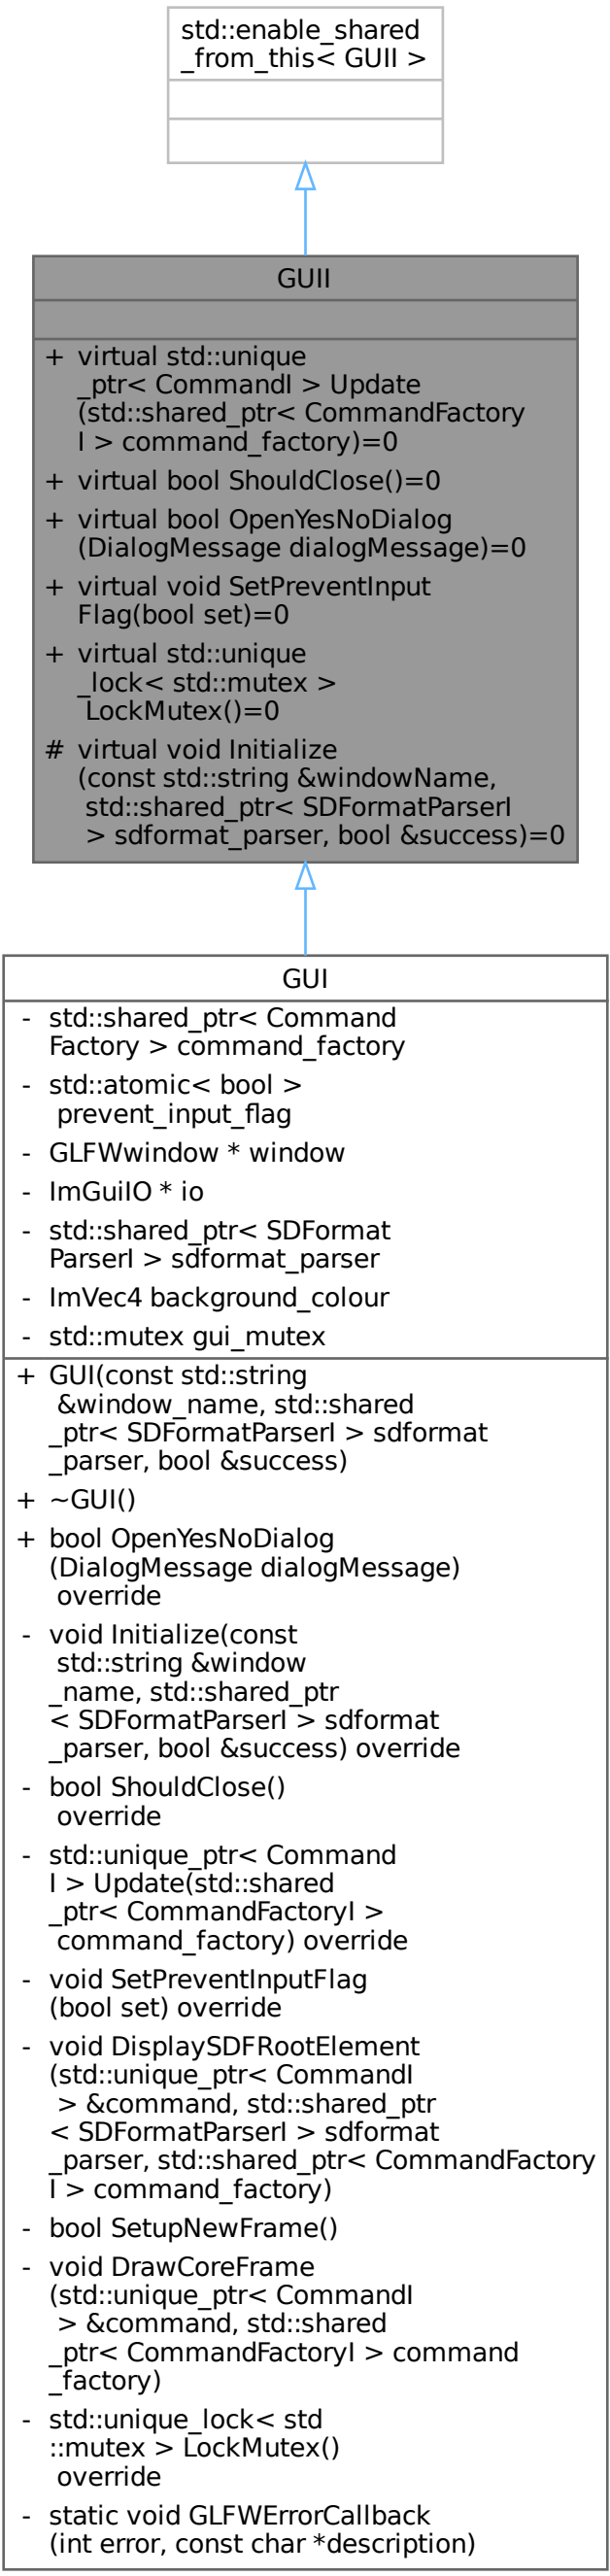 std::enable_shared
_from_this< GUII >
GUII
+ virtual std::unique
_ptr< CommandI > Update
(std::shared_ptr< CommandFactory
I > command_factory)=0
+ virtual bool ShouldClose()=0
+ virtual bool OpenYesNoDialog
(DialogMessage dialogMessage)=0
+ virtual void SetPreventInput
Flag(bool set)=0
+ virtual std::unique
_lock< std::mutex >
LockMutex()=0
# virtual void Initialize
(const std::string &windowName,
std::shared_ptr< SDFormatParserI
> sdformat_parser, bool &success)=0
GUI
- std::shared_ptr< Command
Factory > command_factory
- std::atomic< bool >
prevent_input_flag
- GLFWwindow * window
- ImGuiIO * io
- std::shared_ptr< SDFormat
ParserI > sdformat_parser
- ImVec4 background_colour
- std::mutex gui_mutex
+ GUI(const std::string
&window_name, std::shared
_ptr< SDFormatParserI > sdformat
_parser, bool &success)
+ ~GUI()
+ bool OpenYesNoDialog
(DialogMessage dialogMessage)
override
- void Initialize(const
std::string &window
_name, std::shared_ptr
< SDFormatParserI > sdformat
_parser, bool &success) override
- bool ShouldClose()
override
- std::unique_ptr< Command
I > Update(std::shared
_ptr< CommandFactoryI >
command_factory) override
- void SetPreventInputFlag
(bool set) override
- void DisplaySDFRootElement
(std::unique_ptr< CommandI
> &command, std::shared_ptr
< SDFormatParserI > sdformat
_parser, std::shared_ptr< CommandFactory
I > command_factory)
- bool SetupNewFrame()
- void DrawCoreFrame
(std::unique_ptr< CommandI
> &command, std::shared
_ptr< CommandFactoryI > command
_factory)
- std::unique_lock< std
::mutex > LockMutex()
override
- static void GLFWErrorCallback
(int error, const char *description)